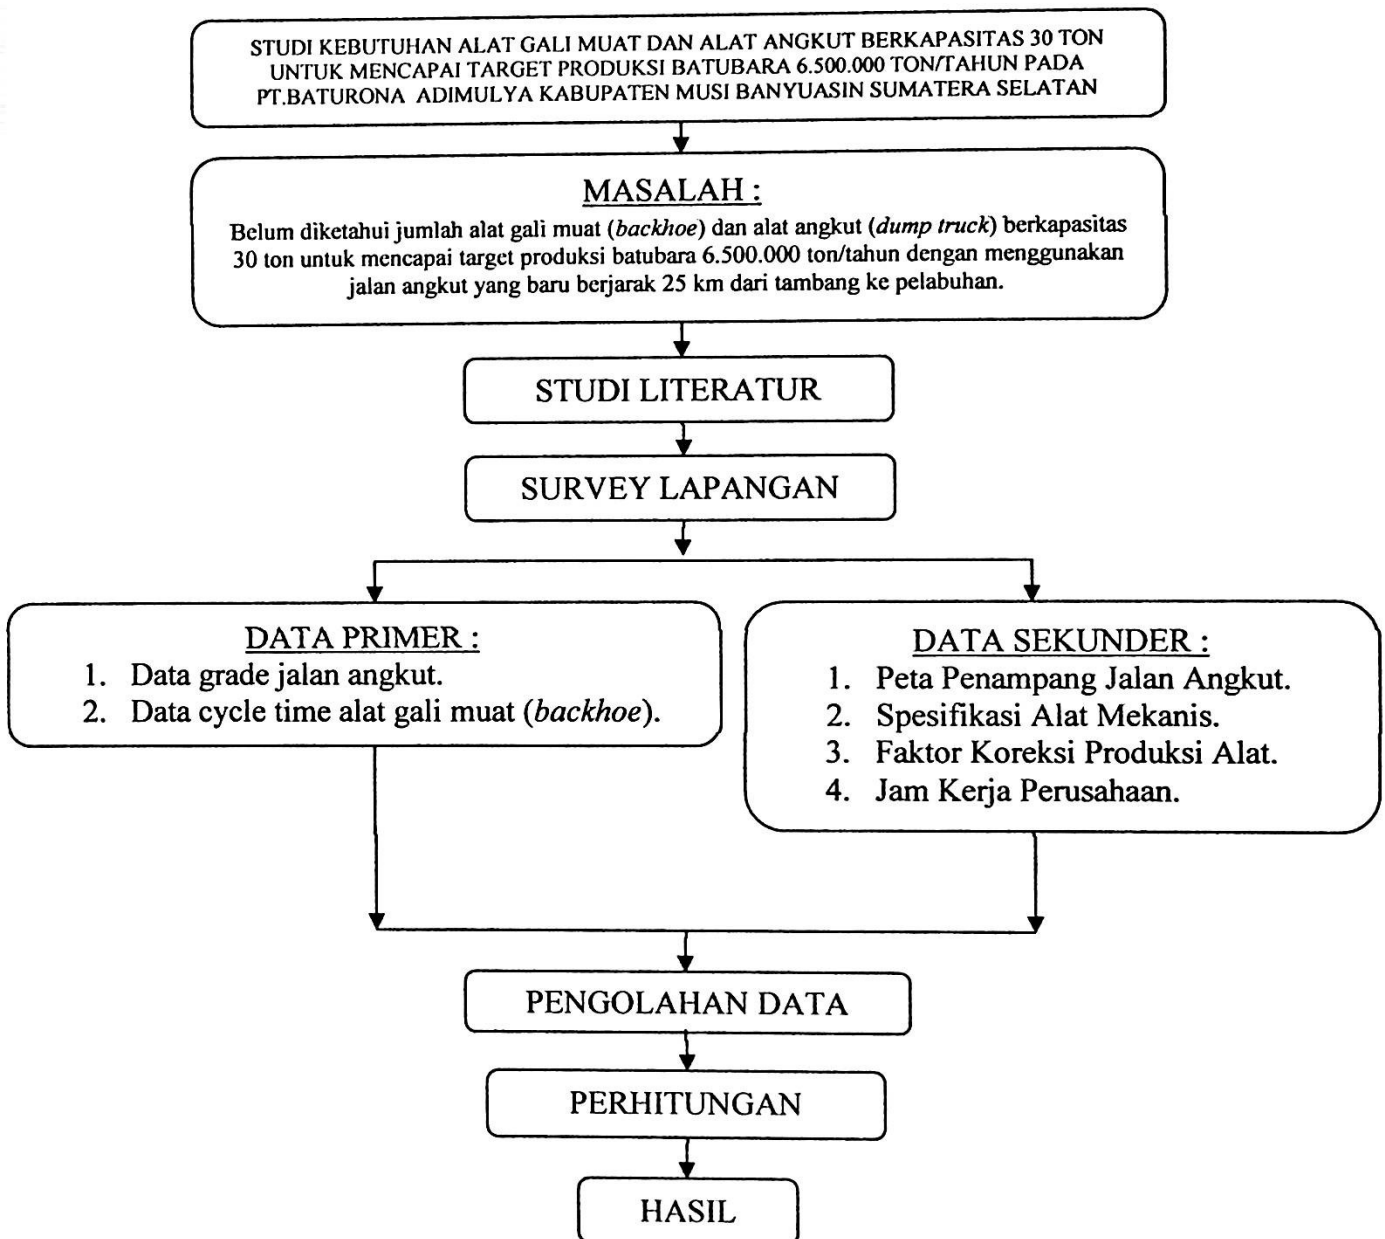 STUDI KEBUTUHAN ALAT GALI MUAT DAN ALAT ANGKUT BERKAPASITAS 30 TON
UNTUK MENCAPAI TARGET PRODUKSI BATUBARA 6.500.000 TON/TAHUN PADA
PT.BATURONA ADIMULYA KABUPATEN MUSI BANYUASIN SUMATERA SELATAN
MASALAH :
Belum diketahui jumlah alat gali muat (backhoe) dan alat angkut (dump truck) berkapasitas
30 ton untuk mencapai target produksi batubara 6.500.000 ton/tahun dengan menggunakan
jalan angkut yang baru berjarak 25 km dari tambang ke pelabuhan.
STUDI LITERATUR
SURVEY LAPANGAN
DATA PRIMER :
1. Data grade jalan angkut.
2. Data cycle time alat gali muat (backhoe).
DATA SEKUNDER :
1. Peta Penampang Jalan Angkut.
2. Spesifikasi Alat Mekanis.
3. Faktor Koreksi Produksi Alat.
4. Jam Kerja Perusahaan.
PENGOLAHAN DATA
PERHITUNGAN
HASIL